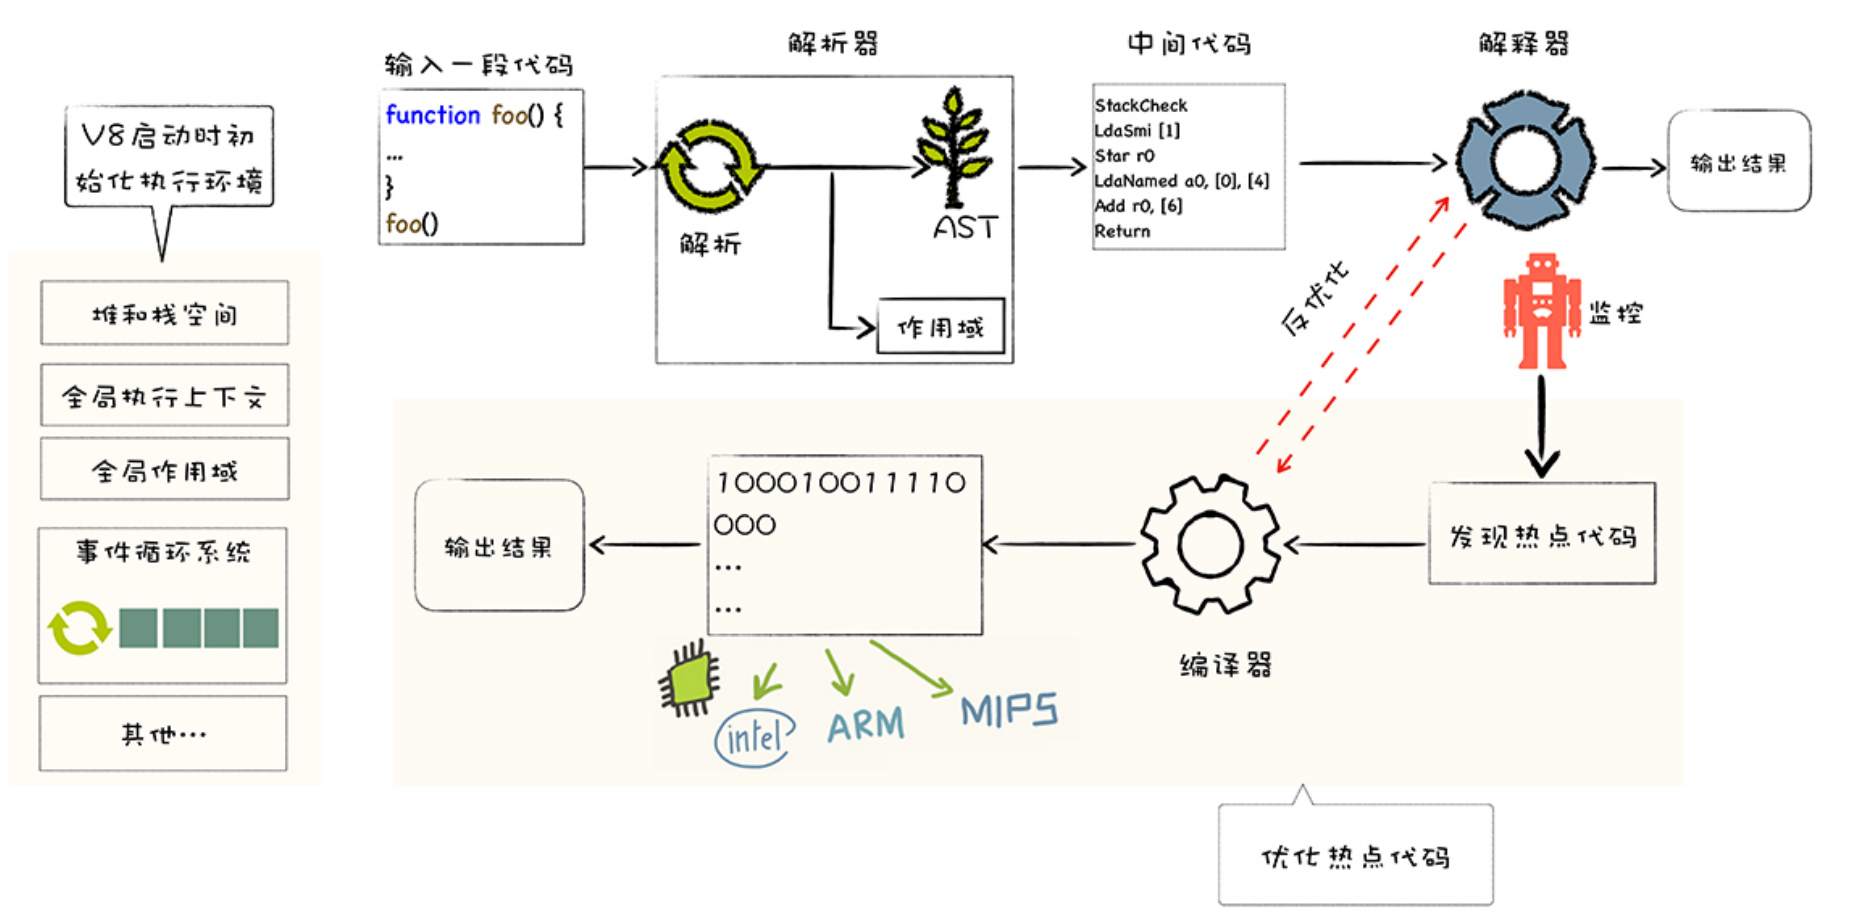 V8启动时初
始化执行环境
堆和栈空间
全局执行上下文
全局作用域
事件循环系统
其他...
输入一段代码
function foo() {
...
}
foo()
解析器
解析
AST
作用域
中间代码
StackCheck
LdaSmi [1]
Star r0
LdaNamed a0, [0], [4]
Add r0, [6]
Return
解释器
输出结果
反优化
监控
发现热点代码
编译器
10001001110
000
...
...
输出结果
intel
ARM
MIPS
优化热点代码